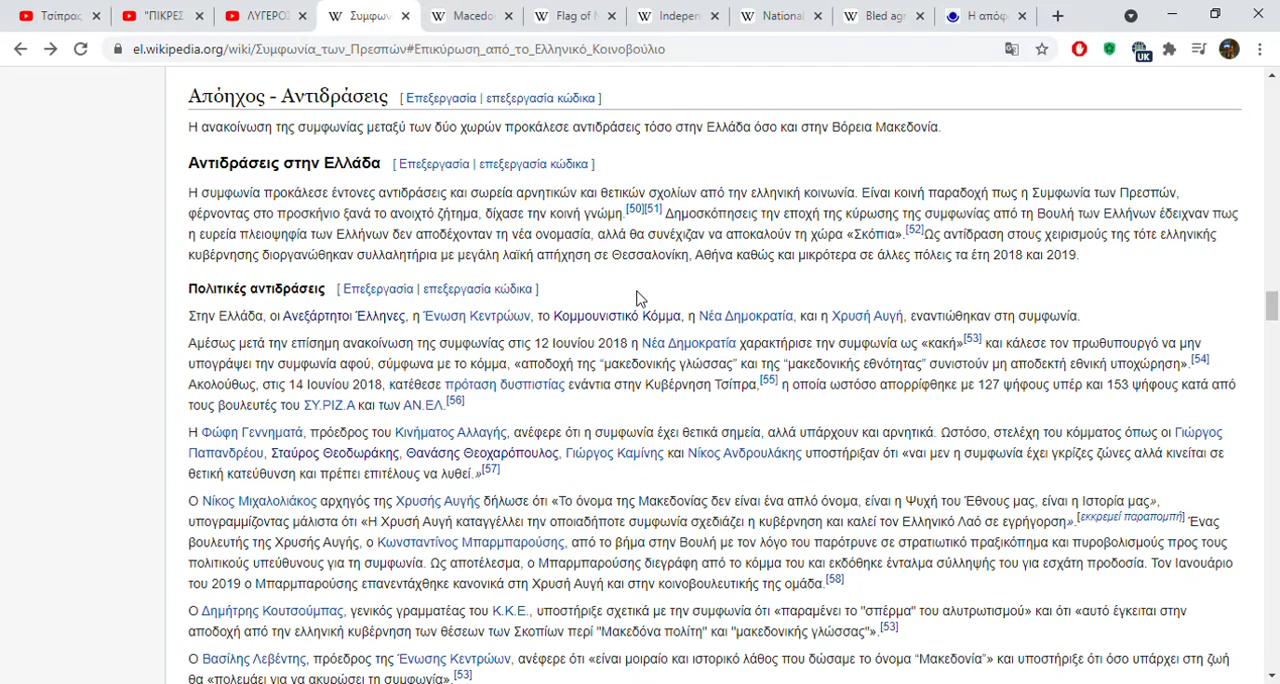 Τσίπρας
"ΠΙΚΡΕΣ
ΛΥΓΕΡΟΣ
Συμφων
Macedo
Flag of N
Indepen
National
Bled agr
Η απόφ
el.wikipedia.org/wiki/Συμφωνία_των_Πρεσπών#Επικύρωση_από_το_Ελληνικό_Κοινοβούλιο
UK
Απόηχος - Αντιδράσεις [ Επεξεργασία | επεξεργασία κώδικα ]
Η ανακοίνωση της συμφωνίας μεταξύ των δύο χωρών προκάλεσε αντιδράσεις τόσο στην Ελλάδα όσο και στην Βόρεια Μακεδονία.
Αντιδράσεις στην Ελλάδα [ Επεξεργασία | επεξεργασία κώδικα ]
Η συμφωνία προκάλεσε έντονες αντιδράσεις και σωρεία αρνητικών και θετικών σχολίων από την ελληνική κοινωνία. Είναι κοινή παραδοχή πως η Συμφωνία των Πρεσπών,
φέρνοντας στο προσκήνιο ξανά το ανοιχτό ζήτημα, δίχασε την κοινή γνώμη.[50][51] Δημοσκόπησεις την εποχή της κύρωσης της συμφωνίας από τη Βουλή των Ελλήνων έδειχναν πως
η ευρεία πλειοψηφία των Ελλήνων δεν αποδέχονταν τη νέα ονομασία, αλλά θα συνέχιζαν να αποκαλούν τη χώρα «Σκόπια».[52]Ως αντίδραση στους χειρισμούς της τότε ελληνικής
κυβέρνησης διοργανώθηκαν συλλαλητήρια με μεγάλη λαϊκή απήχηση σε Θεσσαλονίκη, Αθήνα καθώς και μικρότερα σε άλλες πόλεις τα έτη 2018 και 2019.
Πολιτικές αντιδράσεις [ Επεξεργασία | επεξεργασία κώδικα ]
Στην Ελλάδα, οι Ανεξάρτητοι Έλληνες, η Ένωση Κεντρώων, το Κομμουνιστικό Κόμμα, η Νέα Δημοκρατία, και η Χρυσή Αυγή, εναντιώθηκαν στη συμφωνία.
Αμέσως μετά την επίσημη ανακοίνωση της συμφωνίας στις 12 Ιουνίου 2018 η Νέα Δημοκρατία χαρακτήρισε την συμφωνία ως «κακή»[53] και κάλεσε τον πρωθυπουργό να μην
υπογράψει την συμφωνία αφού, σύμφωνα με το κόμμα, «αποδοχή της “μακεδονικής γλώσσας” και της “μακεδονικής εθνότητας” συνιστούν μη αποδεκτή εθνική υποχώρηση».[54]
Ακολούθως, στις 14 Ιουνίου 2018, κατέθεσε πρόταση δυσπιστίας ενάντια στην Κυβέρνηση Τσίπρα,[55] η οποία ωστόσο απορρίφθηκε με 127 ψήφους υπέρ και 153 ψήφους κατά από
τους βουλευτές του ΣΥ.ΡΙΖ.Α και των ΑΝ.ΕΛ.[56]
Η Φώφη Γεννηματά, πρόεδρος του Κινήματος Αλλαγής, ανέφερε ότι η συμφωνία έχει θετικά σημεία, αλλά υπάρχουν και αρνητικά. Ωστόσο, στελέχη του κόμματος όπως οι Γιώργος
Παπανδρέου, Σταύρος Θεοδωράκης, Θανάσης Θεοχαρόπουλος, Γιώργος Καμίνης και Νίκος Ανδρουλάκης υποστήριξαν ότι «ναι μεν η συμφωνία έχει γκρίζες ζώνες αλλά κινείται σε
θετική κατεύθυνση και πρέπει επιτέλους να λυθεί.»[57]
Ο Νίκος Μιχαλολιάκος αρχηγός της Χρυσής Αυγής δήλωσε ότι «Το όνομα της Μακεδονίας δεν είναι ένα απλό όνομα, είναι η Ψυχή του Έθνους μας, είναι η Ιστορία μας»,
υπογραμμίζοντας μάλιστα ότι «Η Χρυσή Αυγή καταγγέλλει την οποιαδήποτε συμφωνία σχεδιάζει η κυβέρνηση και καλεί τον Ελληνικό Λαό σε εγρήγορση».[εκκρεμεί παραπομπή] Ένας
βουλευτής της Χρυσής Αυγής, ο Κωνσταντίνος Μπαρμπαρούσης, από το βήμα στην Βουλή με τον λόγο του παρότρυνε σε στρατιωτικό πραξικόπημα και πυροβολισμούς προς τους
πολιτικούς υπεύθυνους για τη συμφωνία. Ως αποτέλεσμα, ο Μπαρμπαρούσης διεγράφη από το κόμμα του και εκδόθηκε ένταλμα σύλληψής του για εσχάτη προδοσία. Τον Ιανουάριο
του 2019 ο Μπαρμπαρούσης επανεντάχθηκε κανονικά στη Χρυσή Αυγή και στην κοινοβουλευτικής της ομάδα.[58]
Ο Δημήτρης Κουτσούμπας, γενικός γραμματέας του Κ.Κ.Ε., υποστήριξε σχετικά με την συμφωνία ότι «παραμένει το "σπέρμα" του αλυτρωτισμού» και ότι «αυτό έγκειται στην
αποδοχή από την ελληνική κυβέρνηση των θέσεων των Σκοπίων περί "Μακεδόνα πολίτη" και "μακεδονικής γλώσσας"».[53]
Ο Βασίλης Λεβέντης, πρόεδρος της Ένωσης Κεντρώων, ανέφερε ότι «είναι μοιραίο και ιστορικό λάθος που δώσαμε το όνομα “Μακεδονία”» και υποστήριξε ότι όσο υπάρχει στη ζωή
θα «πολεμάει για να ακυρώσει τη συμφωνία».[53]